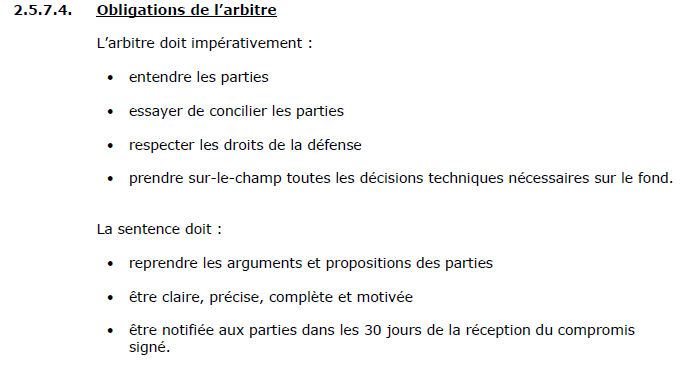 2.5.7.4. Obligations de l’arbitre
L’arbitre doit impérativement :
• entendre les parties
• essayer de concilier les parties
• respecter les droits de la défense
• prendre sur-le-champ toutes les décisions techniques nécessaires sur le fond.
La sentence doit :
• reprendre les arguments et propositions des parties
• être claire, précise, complète et motivée
• être notifiée aux parties dans les 30 jours de la réception du compromis
signé.